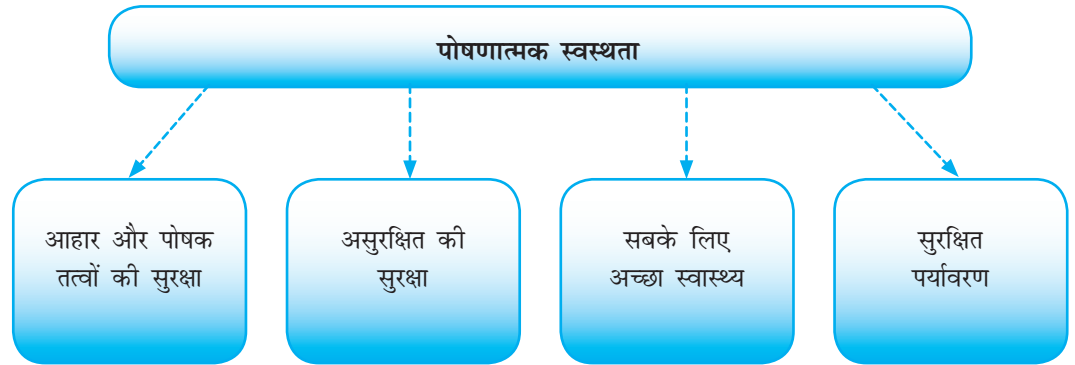 पोषणात्मक स्वस्थता
आहार और पोषक
तत्वों की सुरक्षा
असुरक्षित की
सुरक्षा
सबके लिए
अच्छा स्वास्थ्य
सुरक्षित
पर्यावरण